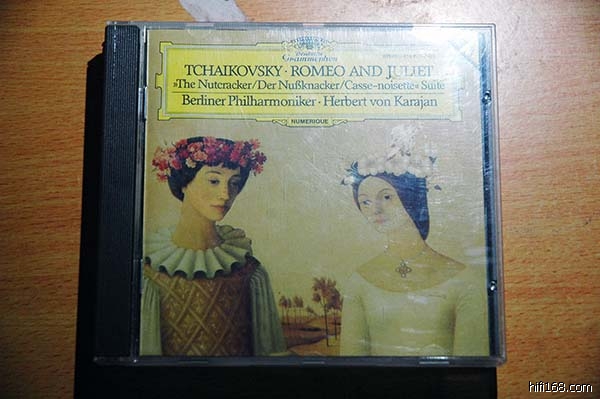 Deutsche
Grammophon
TCHAIKOVSKY · ROMEO AND JULIET
»The Nutcracker/Der Nußknacker/Casse-noisette« Suite
Berliner Philharmoniker · Herbert von Karajan
NUMERIQUE
hifi168.com